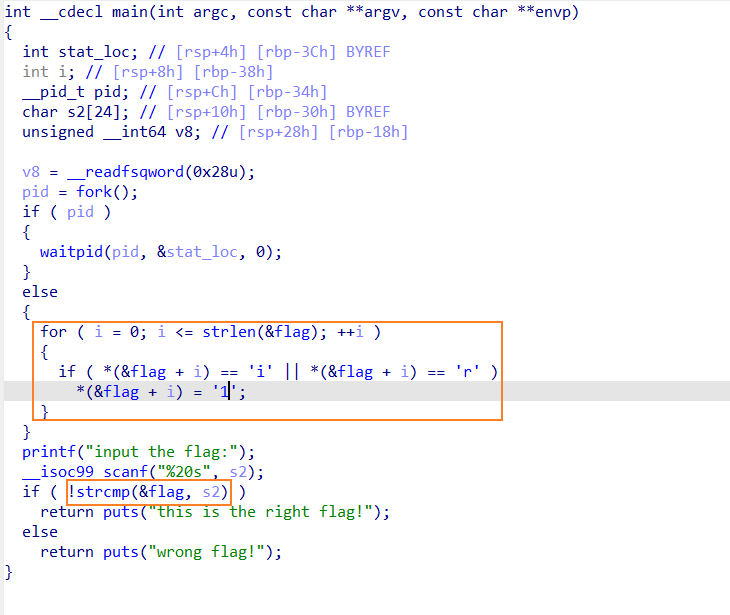 int __cdecl main(int argc, const char **argv, const char **envp)
{
int stat_loc; // [rsp+4h] [rbp-3Ch] BYREF
int i; // [rsp+8h] [rbp-38h]
__pid_t pid; // [rsp+Ch] [rbp-34h]
char s2[24]; // [rsp+10h] [rbp-30h] BYREF
unsigned __int64 v8; // [rsp+28h] [rbp-18h]
v8 = __readfsqword(0x28u);
pid = fork();
if ( pid )
{
waitpid(pid, &stat_loc, 0);
}
else
{
for ( i = 0; i <= strlen(&flag); ++i )
{
if ( *(&flag + i) == 'i' || *(&flag + i) == 'r' )
*(&flag + i) = '1';
}
}
printf("input the flag:");
__isoc99_scanf("%20s", s2);
if ( !strcmp(&flag, s2) )
return puts("this is the right flag!");
else
return puts("wrong flag!");
}